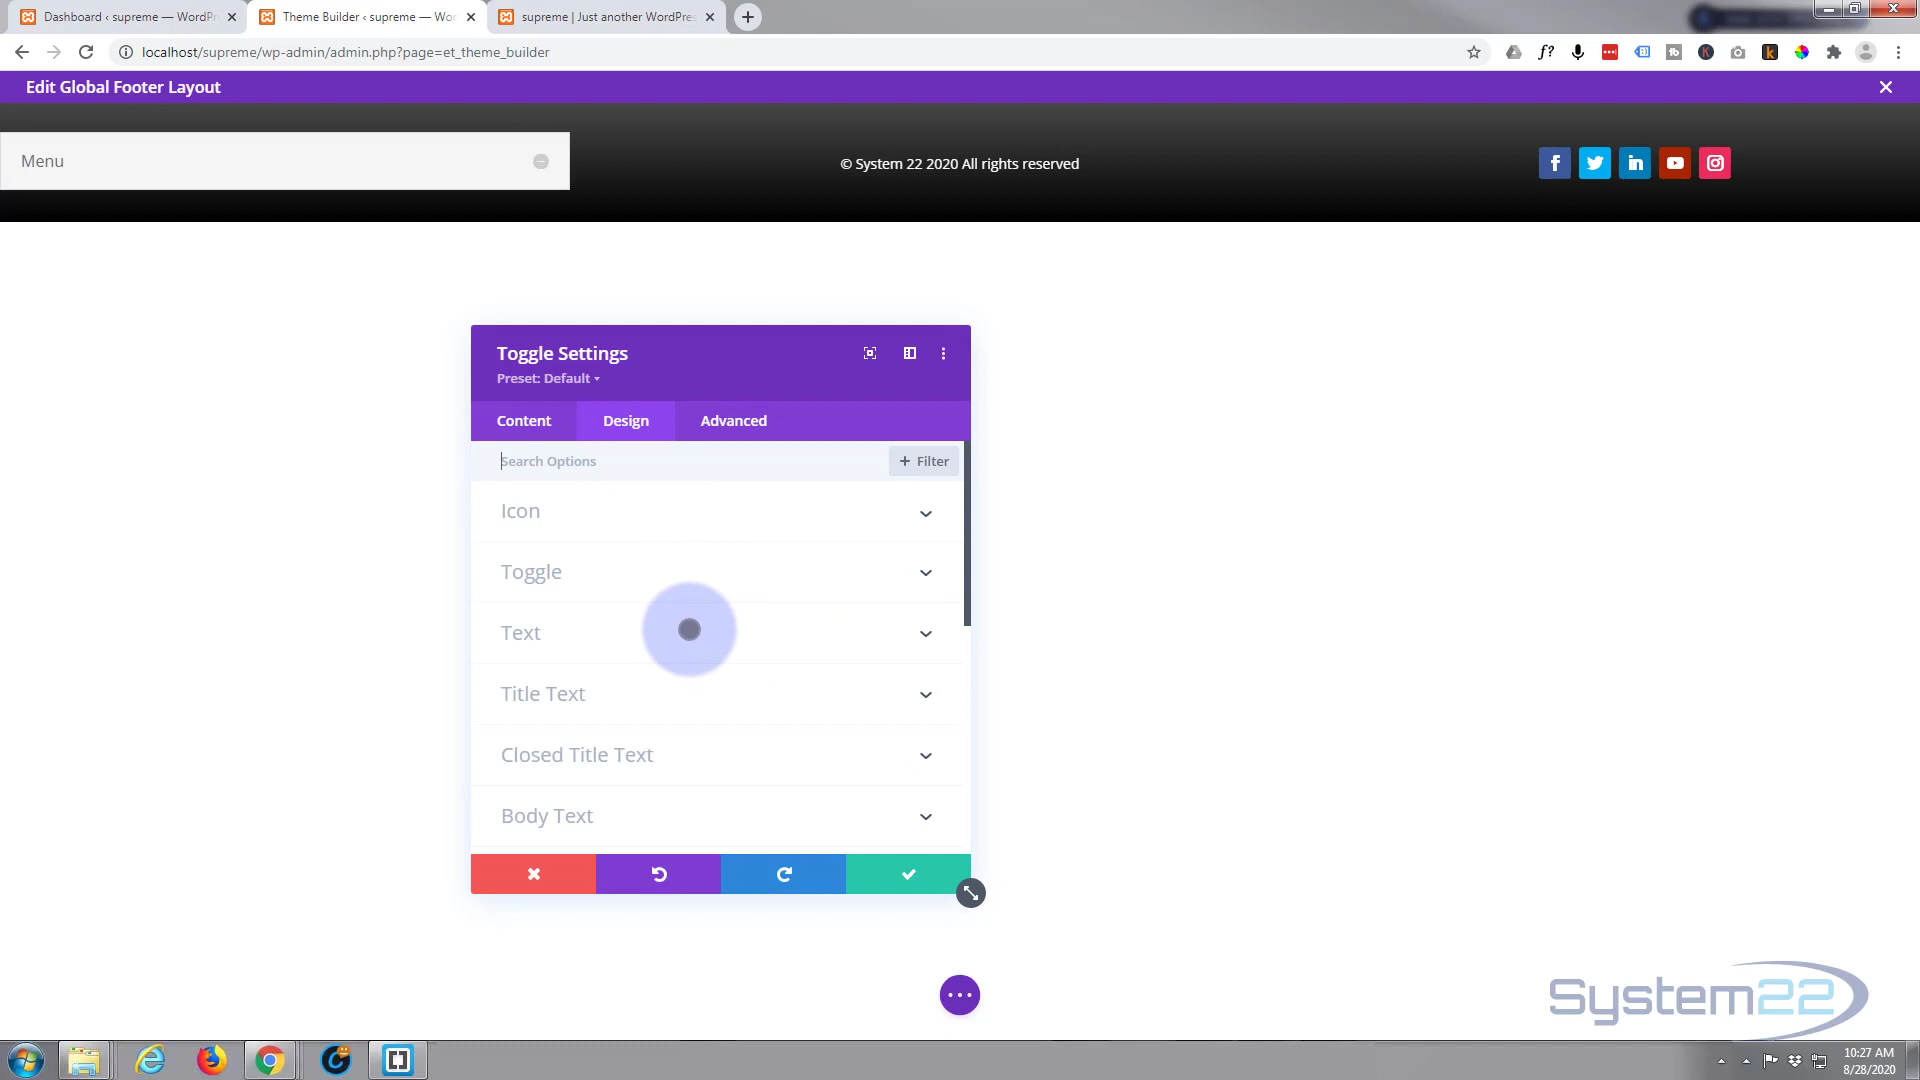 Dashboard ‹ supreme — WordPr
Theme Builder ‹ supreme — Wor
supreme | Just another WordPres
localhost/supreme/wp-admin/admin.php?page=et_theme_builder
Edit Global Footer Layout
Menu
© System 22 2020 All rights reserved
Toggle Settings
Preset: Default
Content
Design
Advanced
Search Options
+ Filter
Icon
Toggle
Text
Title Text
Closed Title Text
Body Text
System22
10:27 AM
8/28/2020